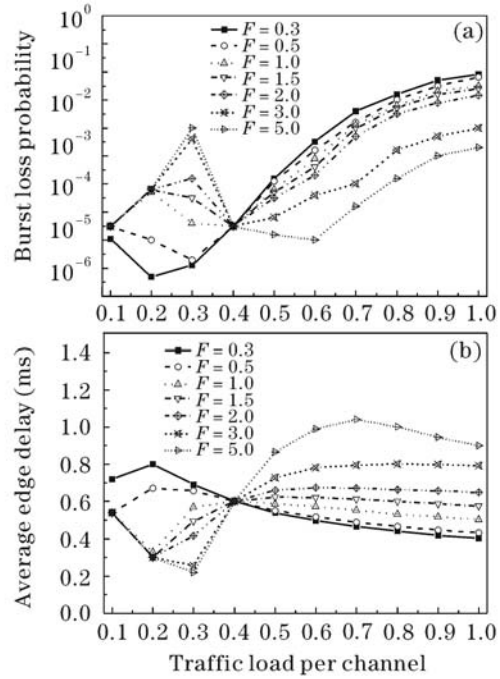 (a)
Burst loss probability
10⁰
10⁻¹
10⁻²
10⁻³
10⁻⁴
10⁻⁵
10⁻⁶
F = 0.3
F = 0.5
F = 1.0
F = 1.5
F = 2.0
F = 3.0
F = 5.0
0.1 0.2 0.3 0.4 0.5 0.6 0.7 0.8 0.9 1.0
(b)
Average edge delay (ms)
1.4
1.2
1.0
0.8
0.6
0.4
0.2
0.0
F = 0.3
F = 0.5
F = 1.0
F = 1.5
F = 2.0
F = 3.0
F = 5.0
0.1 0.2 0.3 0.4 0.5 0.6 0.7 0.8 0.9 1.0
Traffic load per channel